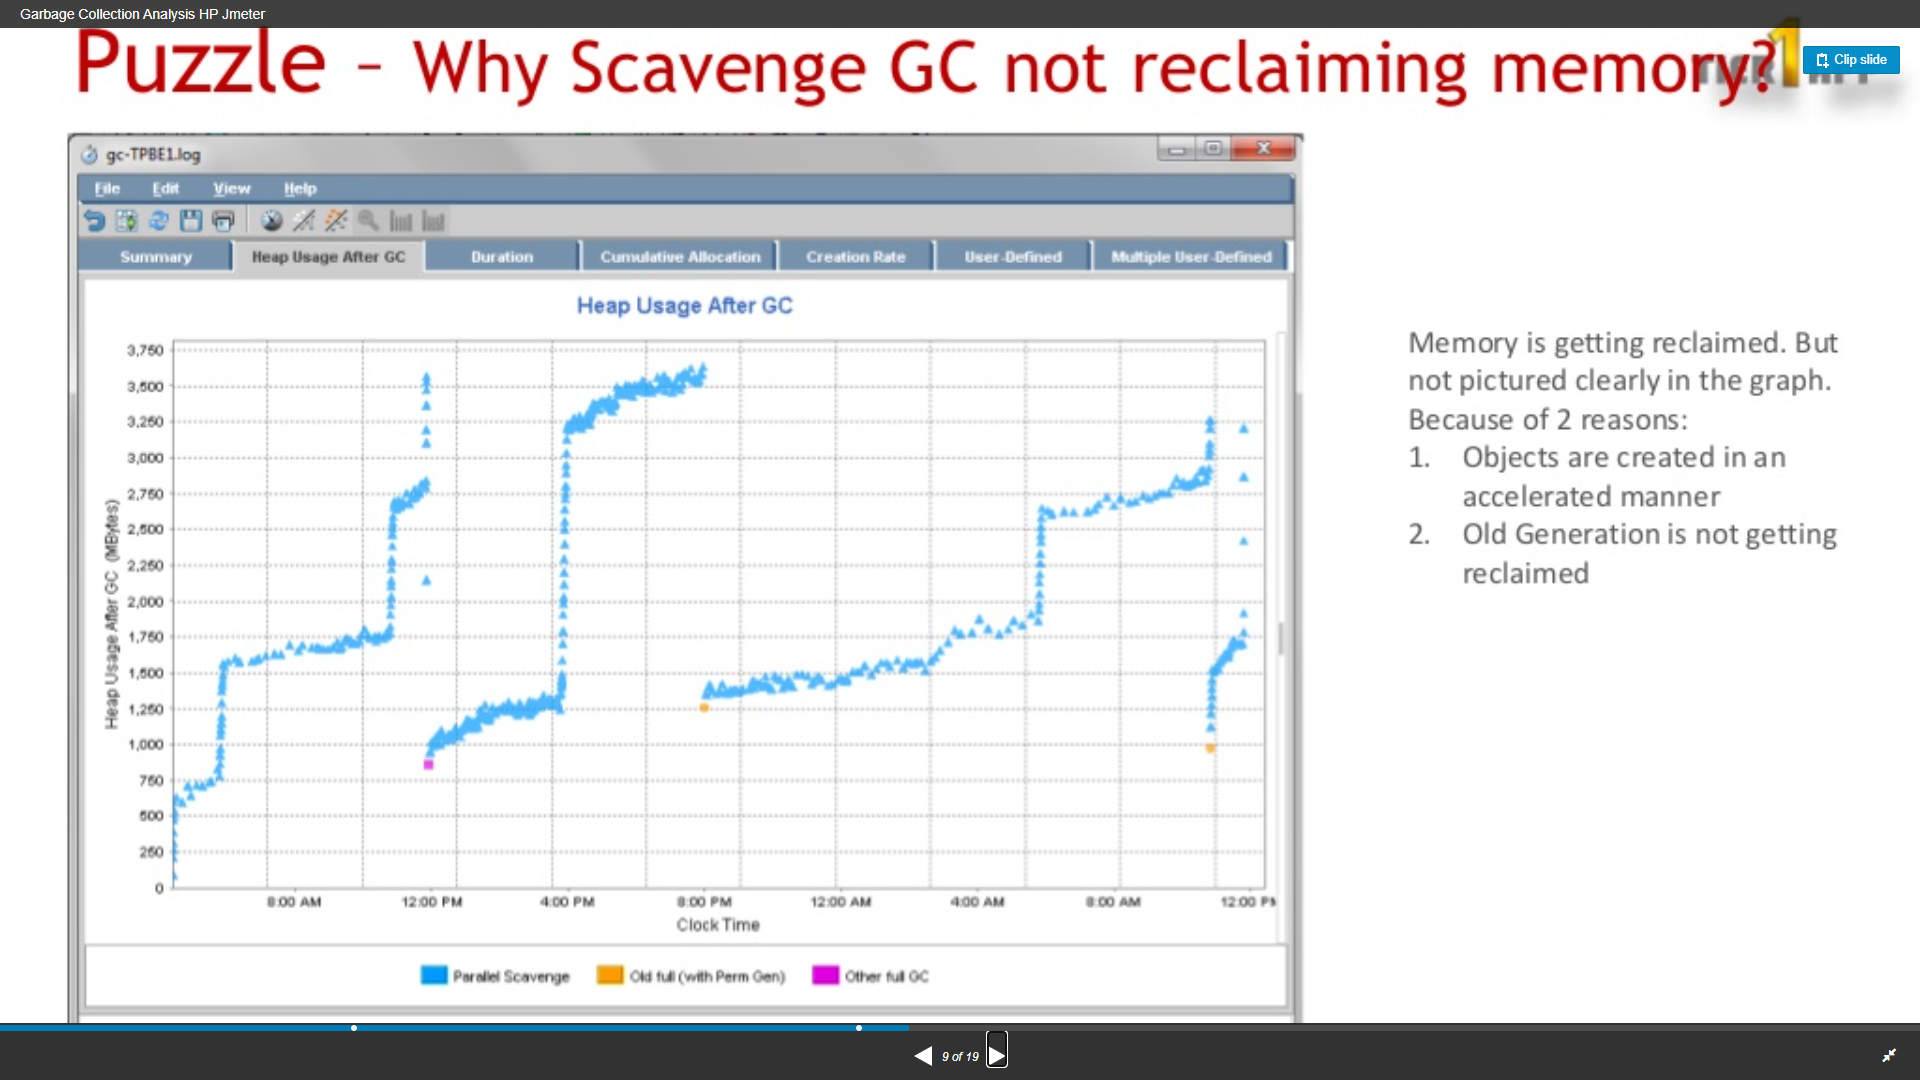 Garbage Collection Analysis HP Jmeter
Puzzle - Why Scavenge GC not reclaiming memory?
Clip slide
gc-TPBE1.log
File Edit View Help
Summary Heap Usage After GC Duration Cumulative Allocation Creation Rate User-Defined Multiple User-Defined
Heap Usage After GC
3,750
3,500
3,250
3,000
2,750
2,500
2,250
2,000
1,750
1,500
1,250
1,000
750
500
250
0
Heap Usage After GC (MBytes)
8:00 AM 12:00 PM 4:00 PM 8:00 PM 12:00 AM 4:00 AM 8:00 AM 12:00 PM
Clock Time
Parallel Scavenge Old full (with Perm Gen) Other full GC
Memory is getting reclaimed. But
not pictured clearly in the graph.
Because of 2 reasons:
1. Objects are created in an
accelerated manner
2. Old Generation is not getting
reclaimed
9 of 19